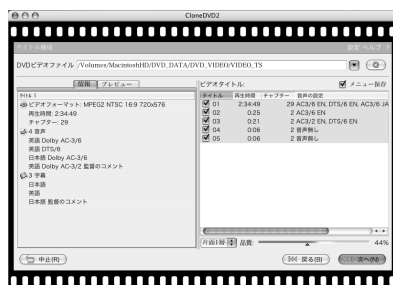 CloneDVD2
タイトル構成
設定 ヘルプ ?
DVDビデオファイル /Volumes/MacintoshHD/DVD_DATA/DVD_VIDEO/VIDEO_TS
情報 プレビュー
タイトル 1
ビデオフォーマット: MPEG2 NTSC 16:9 720x576
再生時間: 2:34:49
チャプター: 29
4 音声
英語 Dolby AC-3/6
英語 DTS/6
日本語 Dolby AC-3/6
英語 Dolby AC-3/2 監督のコメント
3 字幕
日本語
英語
日本語 監督のコメント
ビデオタイトル:
メニュー保存
タイトル 再生時間 チャプター 音声の設定
01 2:34:49 29 AC3/6 EN, DTS/6 EN, AC3/6 JA
02 0:25 2 AC3/6 EN
03 0:21 2 AC3/2 EN, DTS/6 EN
04 0:06 2 音声無し
05 0:06 2 音声無し
片面1層 品質: 44%
中止(R)
戻る(B)
次へ(N)